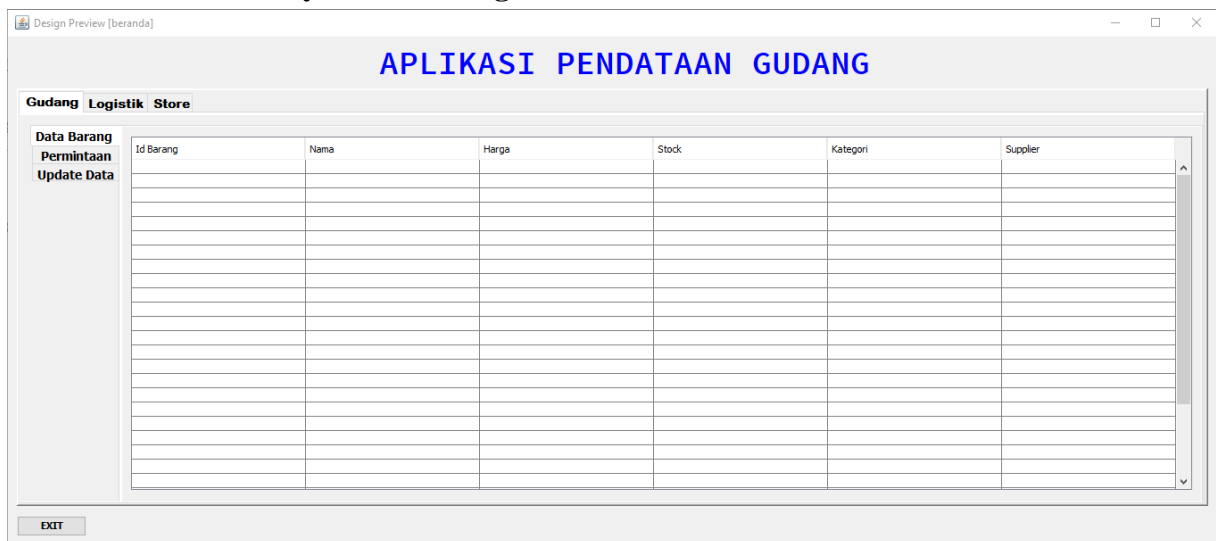 Design Preview [beranda]
APLIKASI PENDATAAN GUDANG
Gudang Logistik Store
Data Barang
Permintaan
Update Data
Id Barang Nama Harga Stock Kategori Supplier
EXIT